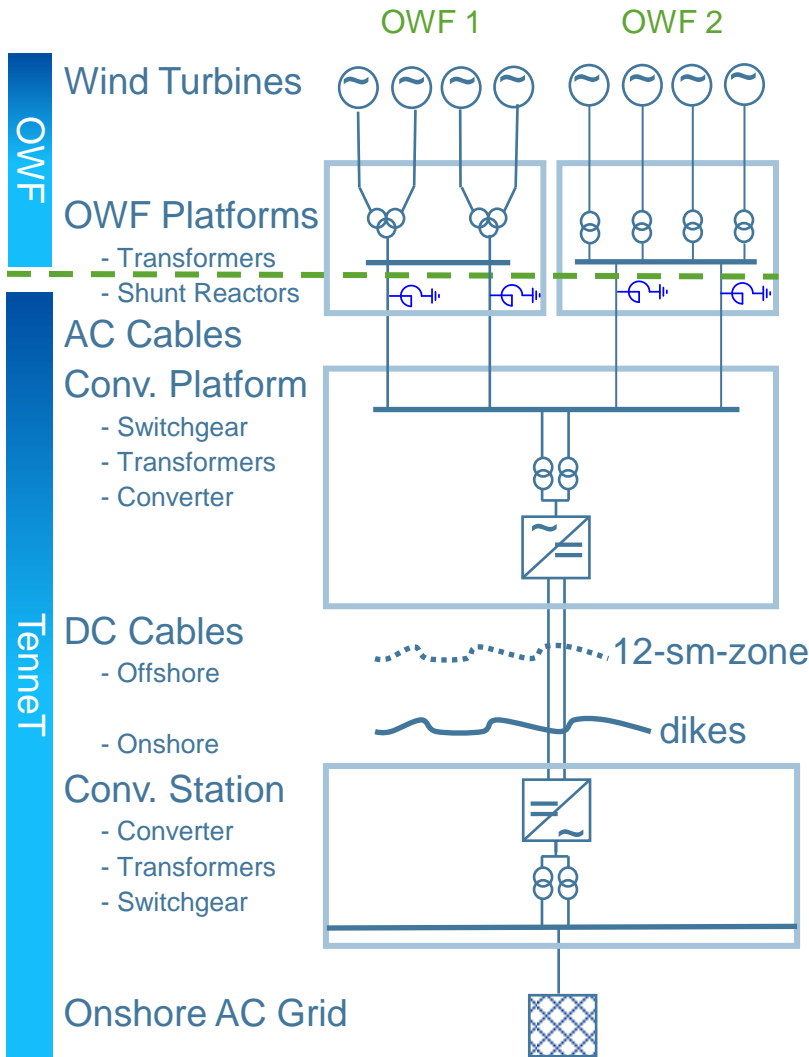 OWF 1
OWF 2
Wind Turbines
OWF
OWF Platforms
- Transformers
- Shunt Reactors
AC Cables
Conv. Platform
- Switchgear
- Transformers
- Converter
TenneT
DC Cables
12-sm-zone
- Offshore
dikes
- Onshore
Conv. Station
- Converter
- Transformers
- Switchgear
Onshore AC Grid